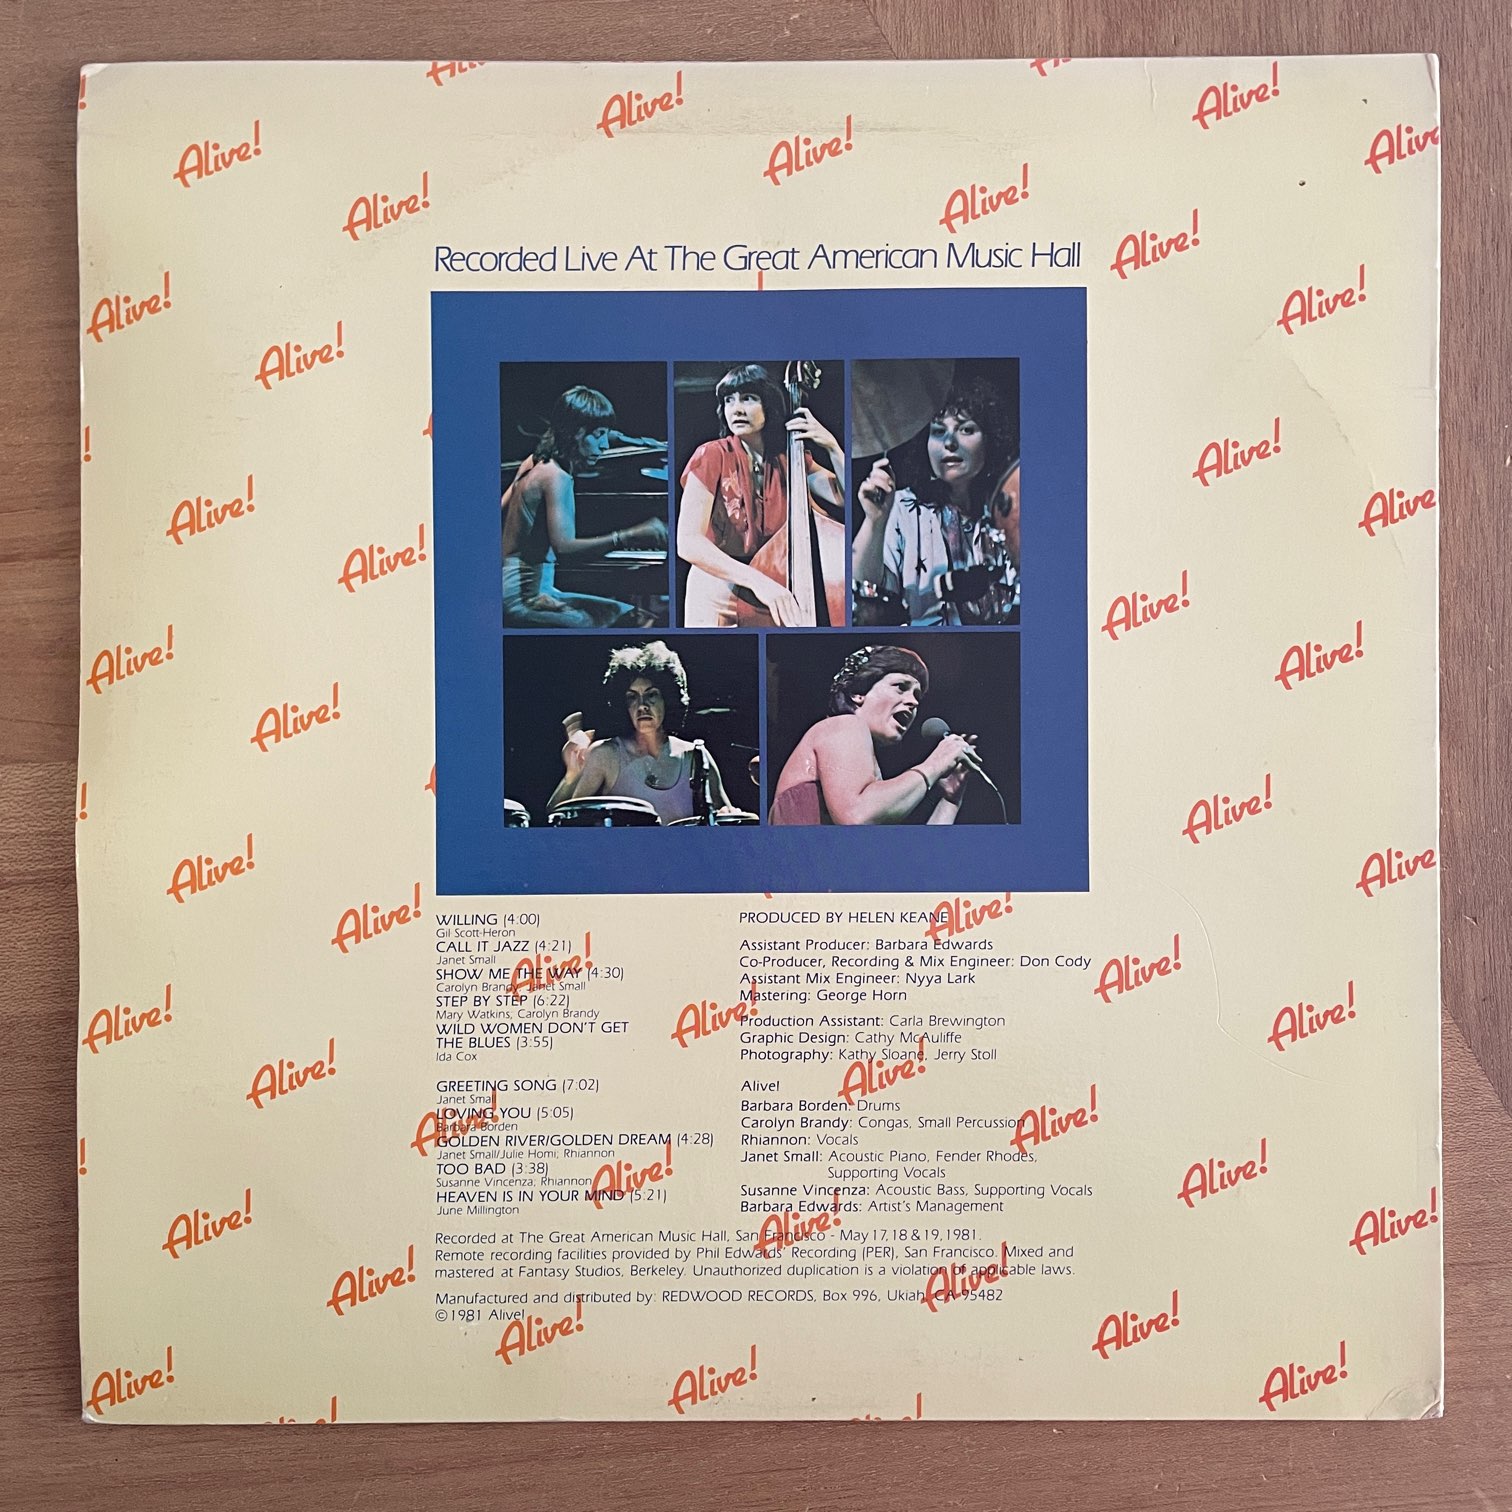 Alive!
Recorded Live At The Great American Music Hall
WILLING (4:00)
Gil Scott-Heron
CALL IT JAZZ (4:21)
Janet Small
SHOW ME THE WAY (4:30)
Carolyn Brandy, Janet Small
STEP BY STEP (6:22)
Mary Watkins, Carolyn Brandy
WILD WOMEN DON'T GET
THE BLUES (3:55)
Ida Cox
GREETING SONG (7:02)
Janet Small
LOVING YOU (5:05)
Barbara Borden
GOLDEN RIVER/GOLDEN DREAM (4:28)
Janet Small/Julie Homi, Rhiannon
TOO BAD (3:38)
Susanne Vincenza, Rhiannon
HEAVEN IS IN YOUR MIND (5:21)
June Millington
PRODUCED BY HELEN KEANE
Assistant Producer: Barbara Edwards
Co-Producer, Recording & Mix Engineer: Don Cody
Assistant Mix Engineer: Nyya Lark
Mastering: George Horn
Production Assistant: Carla Brewington
Graphic Design: Cathy McAuliffe
Photography: Kathy Sloane, Jerry Stoll
Alive!
Barbara Borden: Drums
Carolyn Brandy: Congas, Small Percussion
Rhiannon: Vocals
Janet Small: Acoustic Piano, Fender Rhodes,
Supporting Vocals
Susanne Vincenza: Acoustic Bass, Supporting Vocals
Barbara Edwards: Artist's Management
Recorded at The Great American Music Hall, San Francisco - May 17, 18 & 19, 1981.
Remote recording facilities provided by Phil Edwards' Recording (PER), San Francisco. Mixed and
mastered at Fantasy Studios, Berkeley. Unauthorized duplication is a violation of applicable laws.
Manufactured and distributed by: REDWOOD RECORDS, Box 996, Ukiah, CA 95482
©1981 Alive!